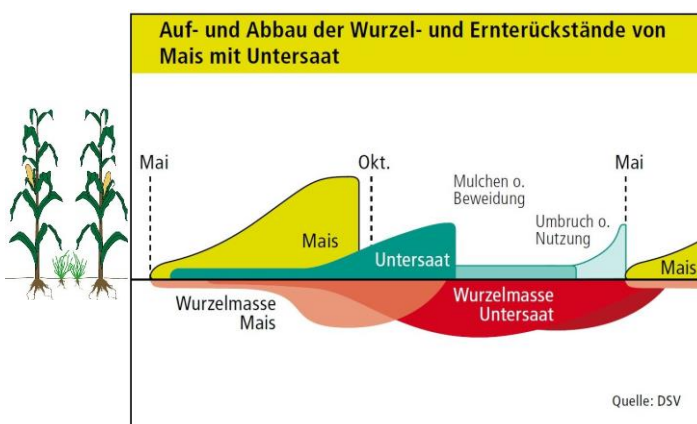 Auf- und Abbau der Wurzel- und Ernterückstände von
Mais mit Untersaat
Mai
Okt.
Mai
Mulchen o.
Beweidung
Umbruch o.
Nutzung
Mais
Untersaat
Mais
Wurzelmasse
Mais
Wurzelmasse
Untersaat
Quelle: DSV